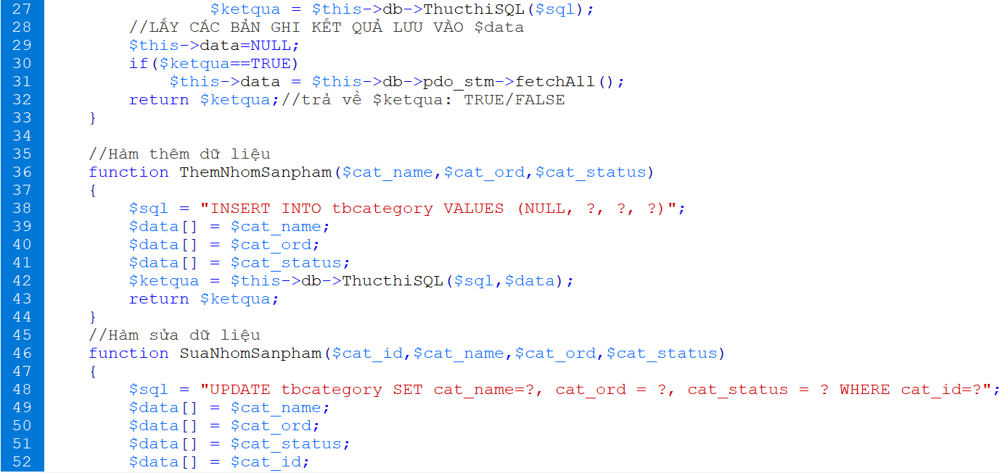 27 $ketqua = $this->db->ThucthiSQL($sql);
28 //LẤY CÁC BẢN GHI KẾT QUẢ LƯU VÀO $data
29 $this->data=NULL;
30 if($ketqua==TRUE)
31 $this->data = $this->db->pdo_stm->fetchAll();
32 return $ketqua;//trả về $ketqua: TRUE/FALSE
33 }
34
35 //Hàm thêm dữ liệu
36 function ThemNhomSanpham($cat_name,$cat_ord,$cat_status)
37 {
38 $sql = "INSERT INTO tbcategory VALUES (NULL, ?, ?, ?)";
39 $data[] = $cat_name;
40 $data[] = $cat_ord;
41 $data[] = $cat_status;
42 $ketqua = $this->db->ThucthiSQL($sql,$data);
43 return $ketqua;
44 }
45 //Hàm sửa dữ liệu
46 function SuaNhomSanpham($cat_id,$cat_name,$cat_ord,$cat_status)
47 {
48 $sql = "UPDATE tbcategory SET cat_name=?, cat_ord = ?, cat_status = ? WHERE cat_id=?";
49 $data[] = $cat_name;
50 $data[] = $cat_ord;
51 $data[] = $cat_status;
52 $data[] = $cat_id;